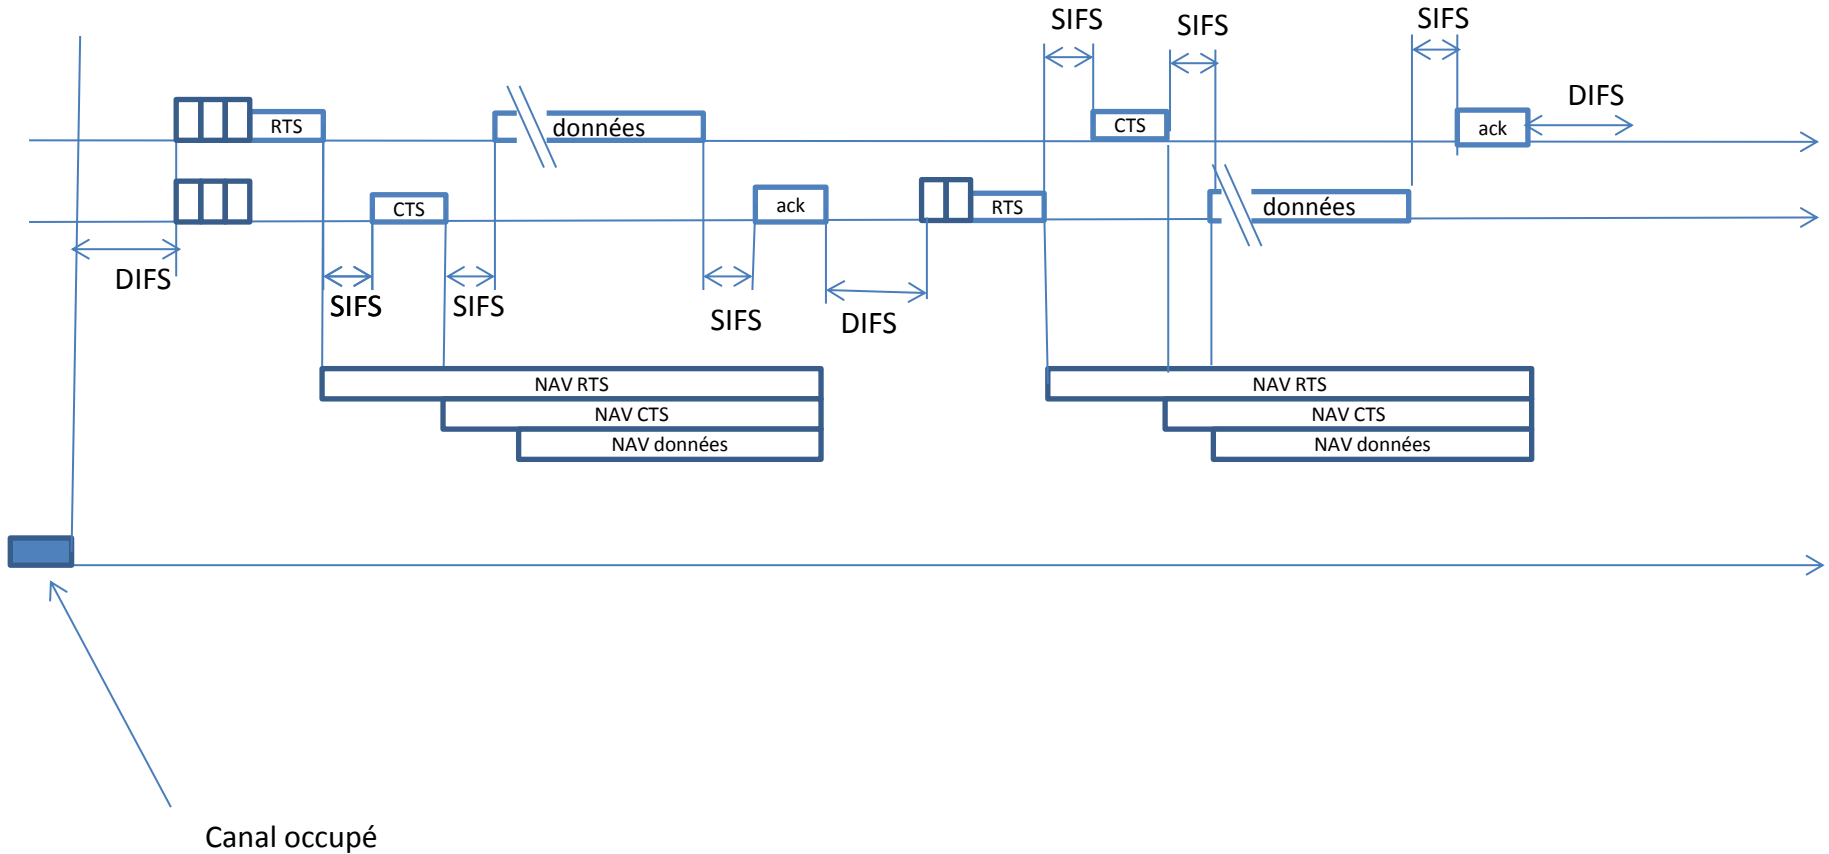 SIFS
SIFS
SIFS
DIFS
RTS
données
CTS
ack
CTS
ack
RTS
données
DIFS
SIFS
SIFS
SIFS
DIFS
NAV RTS
NAV RTS
NAV CTS
NAV CTS
NAV données
NAV données
Canal occupé